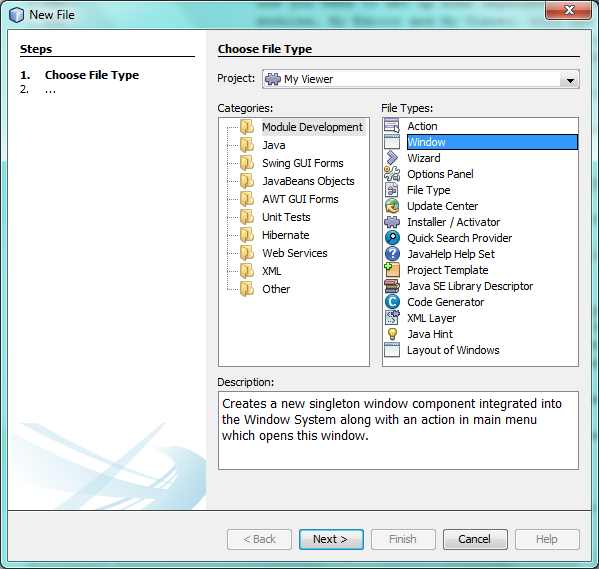 New File
Steps
1. Choose File Type
2. ...
Choose File Type
Project: My Viewer
Categories:
Module Development
Java
Swing GUI Forms
JavaBeans Objects
AWT GUI Forms
Unit Tests
Hibernate
Web Services
XML
Other
File Types:
Action
Window
Wizard
Options Panel
File Type
Update Center
Installer / Activator
Quick Search Provider
JavaHelp Help Set
Project Template
Java SE Library Descriptor
Code Generator
XML Layer
Java Hint
Layout of Windows
Description:
Creates a new singleton window component integrated into
the Window System along with an action in main menu
which opens this window.
< Back
Next >
Finish
Cancel
Help